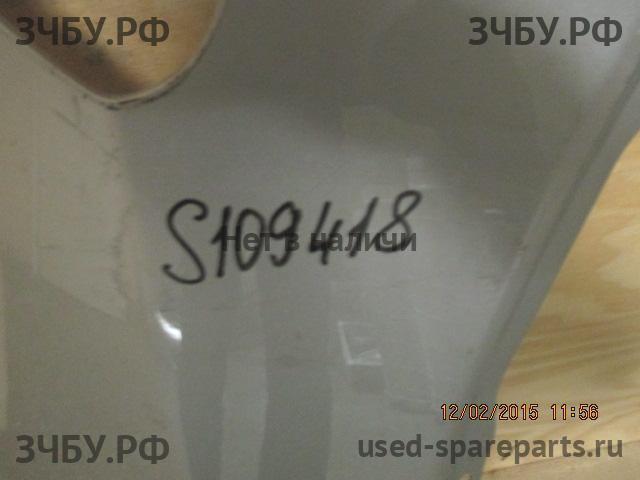 ЗЧБУ.РФ ЗЧБУ.РФ
S109418
Нет в наличи
12/02/2015 11:56
ЗЧБУ.РФ used-spareparts.ru